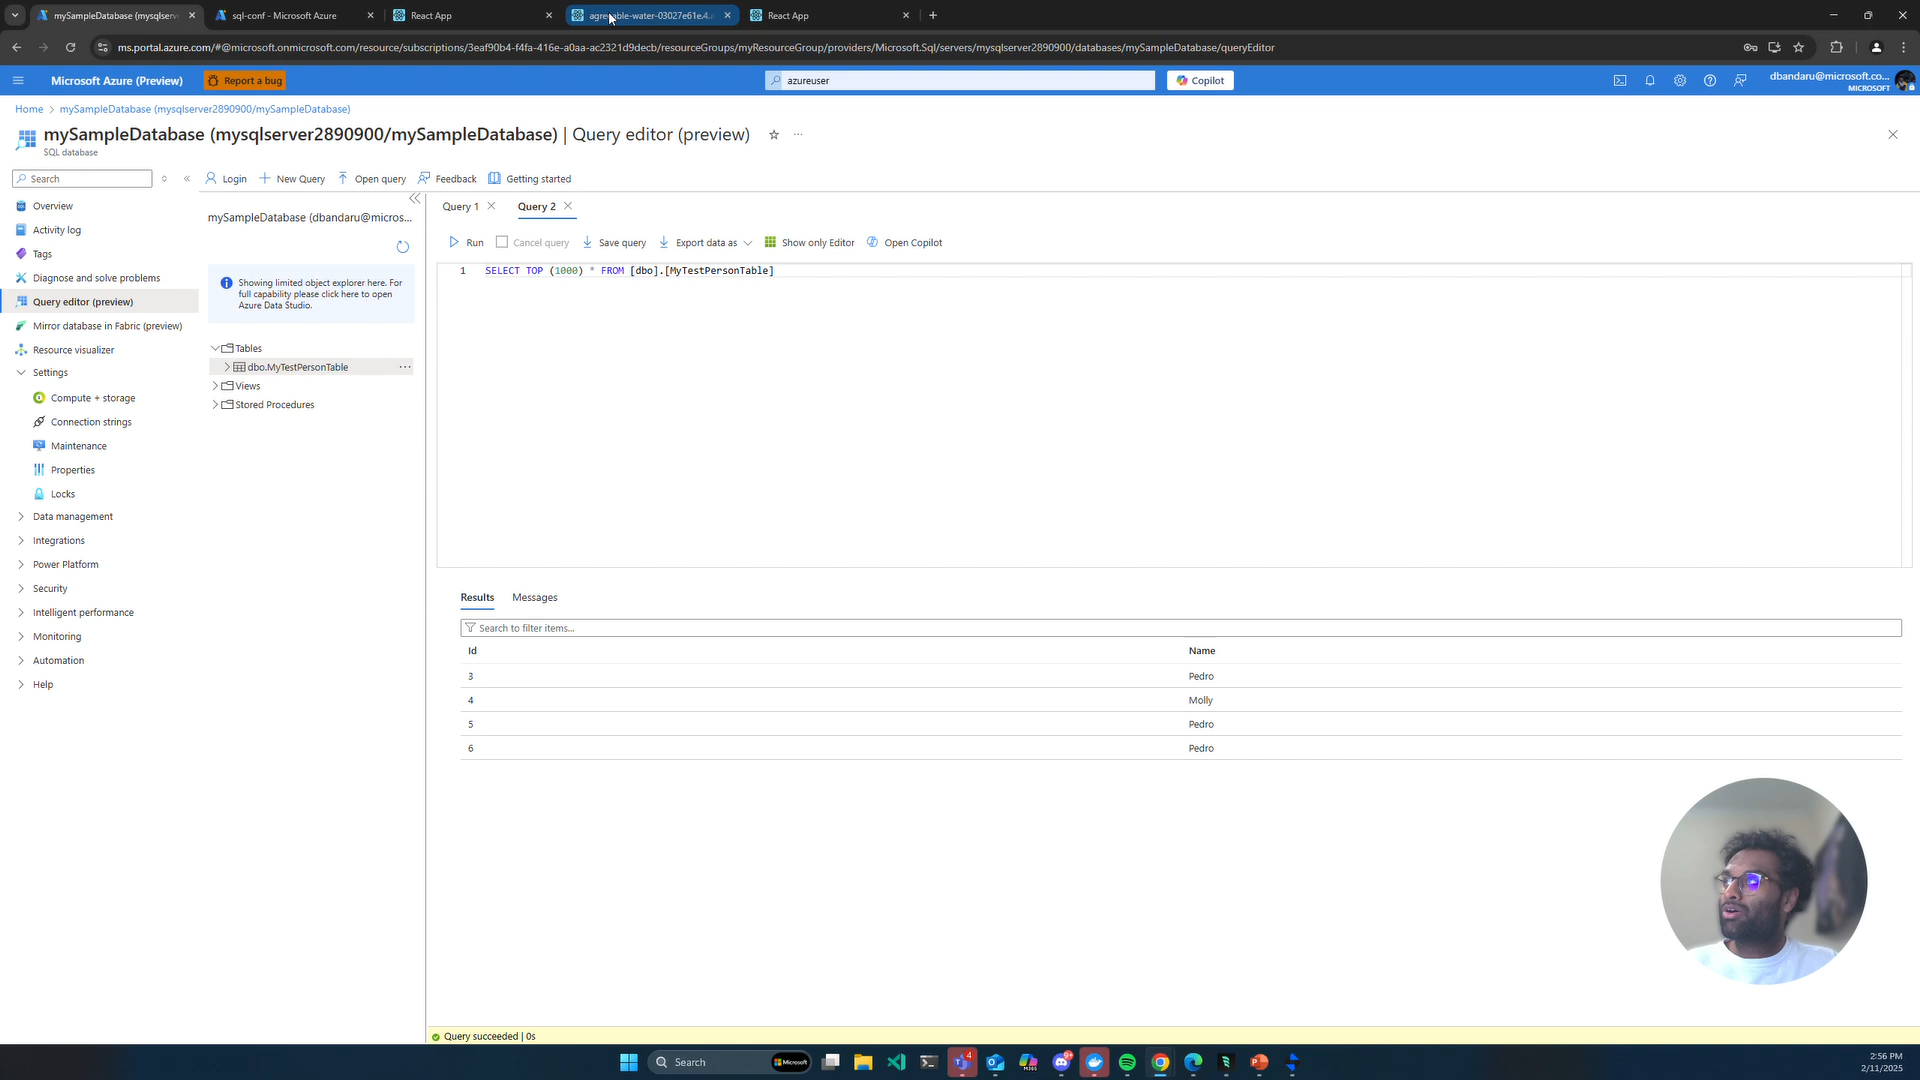 mySampleDatabase (mysqlserver
sql-conf - Microsoft Azure
React App
agreeable-water-03027e61e.4.a
React App
ms.portal.azure.com/#@microsoft.onmicrosoft.com/resource/subscriptions/3eaf90b4-f4fa-416e-a0aa-ac2321d9decb/resourceGroups/myResourceGroup/providers/Microsoft.Sql/servers/mysqlserver2890900/databases/mySampleDatabase/queryEditor
Microsoft Azure (Preview)
Report a bug
azureuser
Copilot
dbandaru@microsoft.co...
MICROSOFT
Home > mySampleDatabase (mysqlserver2890900/mySampleDatabase)
mySampleDatabase (mysqlserver2890900/mySampleDatabase) | Query editor (preview)
SQL database
Search
Login
New Query
Open query
Feedback
Getting started
Overview
Activity log
Tags
Diagnose and solve problems
Query editor (preview)
Mirror database in Fabric (preview)
Resource visualizer
Settings
Compute + storage
Connection strings
Maintenance
Properties
Locks
Data management
Integrations
Power Platform
Security
Intelligent performance
Monitoring
Automation
Help
mySampleDatabase (dbandaru@micros...
Showing limited object explorer here. For
full capability please click here to open
Azure Data Studio.
Tables
dbo.MyTestPersonTable
Views
Stored Procedures
Query 1
Query 2
Run
Cancel query
Save query
Export data as
Show only Editor
Open Copilot
1 SELECT TOP (1000) * FROM [dbo].[MyTestPersonTable]
Results
Messages
Search to filter items...
Id Name
3 Pedro
4 Molly
5 Pedro
6 Pedro
Query succeeded | 0s
Search
Microsoft
4
2:56 PM
2/11/2025